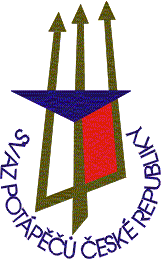 SVAZ POTÁPĚČŮ ČESKÉ REPUBLIKY